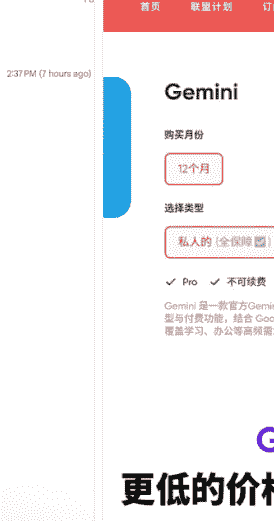 首页 联盟计划 订
2:37 PM (7 hours ago)
Gemini
购买月份
12个月
选择类型
私人的 (全保障 ☑️)
✓ Pro ✓ 不可续费
Gemini 是一款官方Gemi
型与付费功能，结合 Goo
覆盖学习、办公等高频需
G
更低的价格